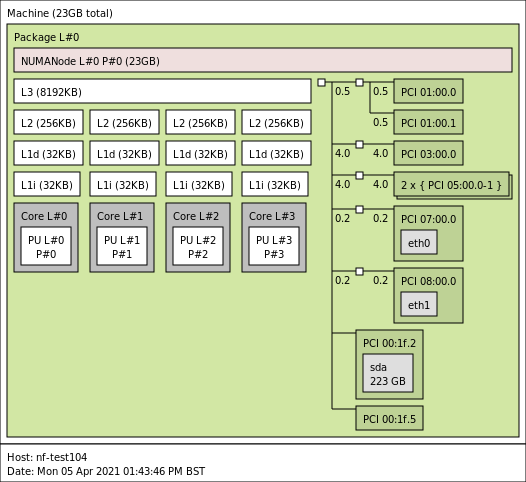 Machine (23GB total)
Package L#0
NUMANode L#0 P#0 (23GB)
L3 (8192KB)
L2 (256KB) L2 (256KB) L2 (256KB) L2 (256KB)
L1d (32KB) L1d (32KB) L1d (32KB) L1d (32KB)
L1i (32KB) L1i (32KB) L1i (32KB) L1i (32KB)
Core L#0 Core L#1 Core L#2 Core L#3
PU L#0 PU L#1 PU L#2 PU L#3
P#0 P#1 P#2 P#3
0.5 0.5 PCI 01:00.0
0.5 PCI 01:00.1
4.0 4.0 PCI 03:00.0
4.0 4.0 2 x { PCI 05:00.0-1 }
0.2 0.2 PCI 07:00.0
eth0
0.2 0.2 PCI 08:00.0
eth1
PCI 00:1f.2
sda
223 GB
PCI 00:1f.5
Host: nf-test104
Date: Mon 05 Apr 2021 01:43:46 PM BST